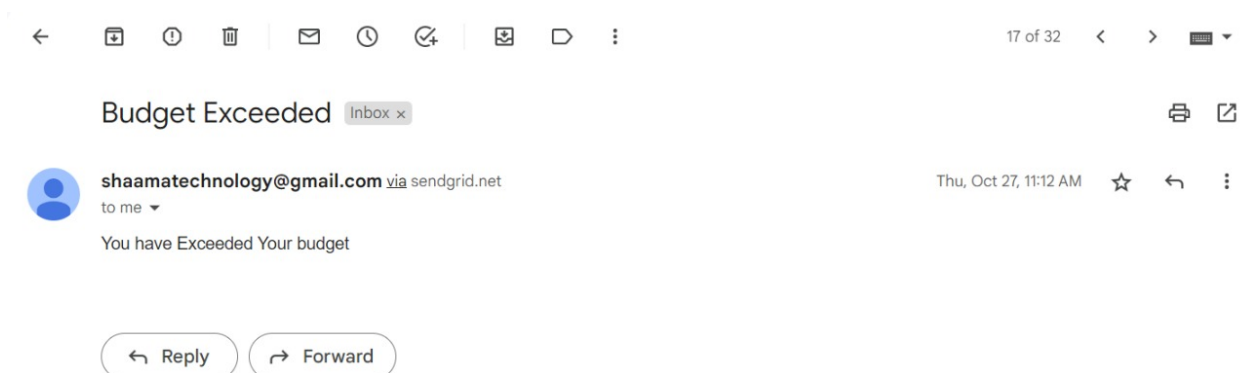 17 of 32
Budget Exceeded Inbox ×
shaamatechnology@gmail.com via sendgrid.net Thu, Oct 27, 11:12 AM
to me
You have Exceeded Your budget
Reply Forward